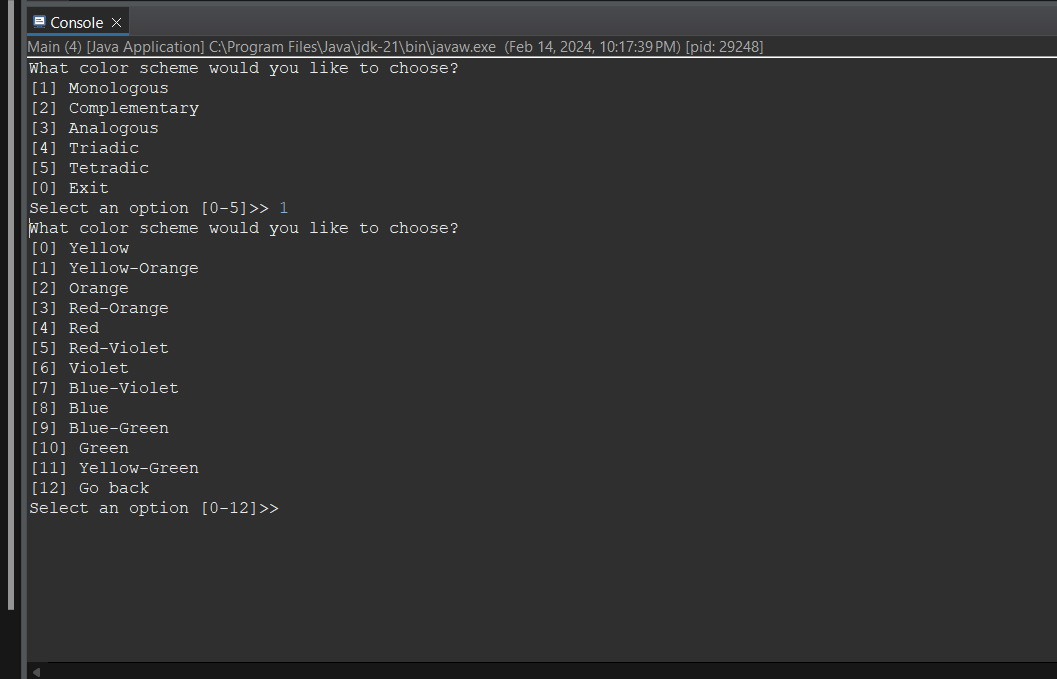 Console
Main (4) [Java Application] C:\Program Files\Java\jdk-21\bin\javaw.exe (Feb 14, 2024, 10:17:39 PM) [pid: 29248]
What color scheme would you like to choose?
[1] Monologous
[2] Complementary
[3] Analogous
[4] Triadic
[5] Tetradic
[0] Exit
Select an option [0-5]>> 1
What color scheme would you like to choose?
[0] Yellow
[1] Yellow-Orange
[2] Orange
[3] Red-Orange
[4] Red
[5] Red-Violet
[6] Violet
[7] Blue-Violet
[8] Blue
[9] Blue-Green
[10] Green
[11] Yellow-Green
[12] Go back
Select an option [0-12]>>